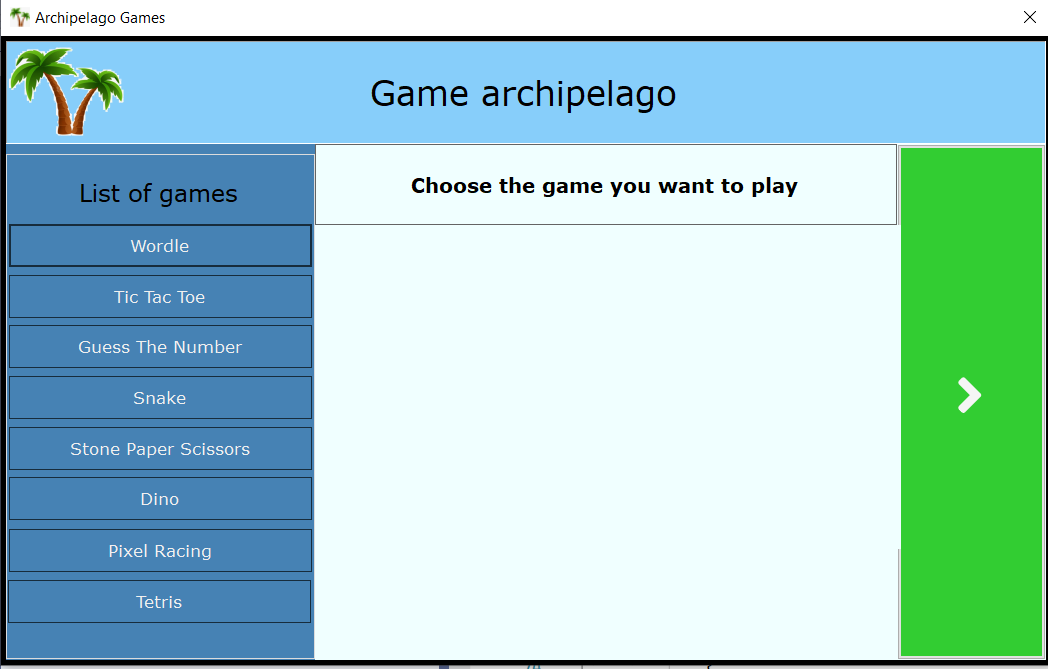 Archipelago Games
Game archipelago
List of games
Wordle
Tic Tac Toe
Guess The Number
Snake
Stone Paper Scissors
Dino
Pixel Racing
Tetris
Choose the game you want to play